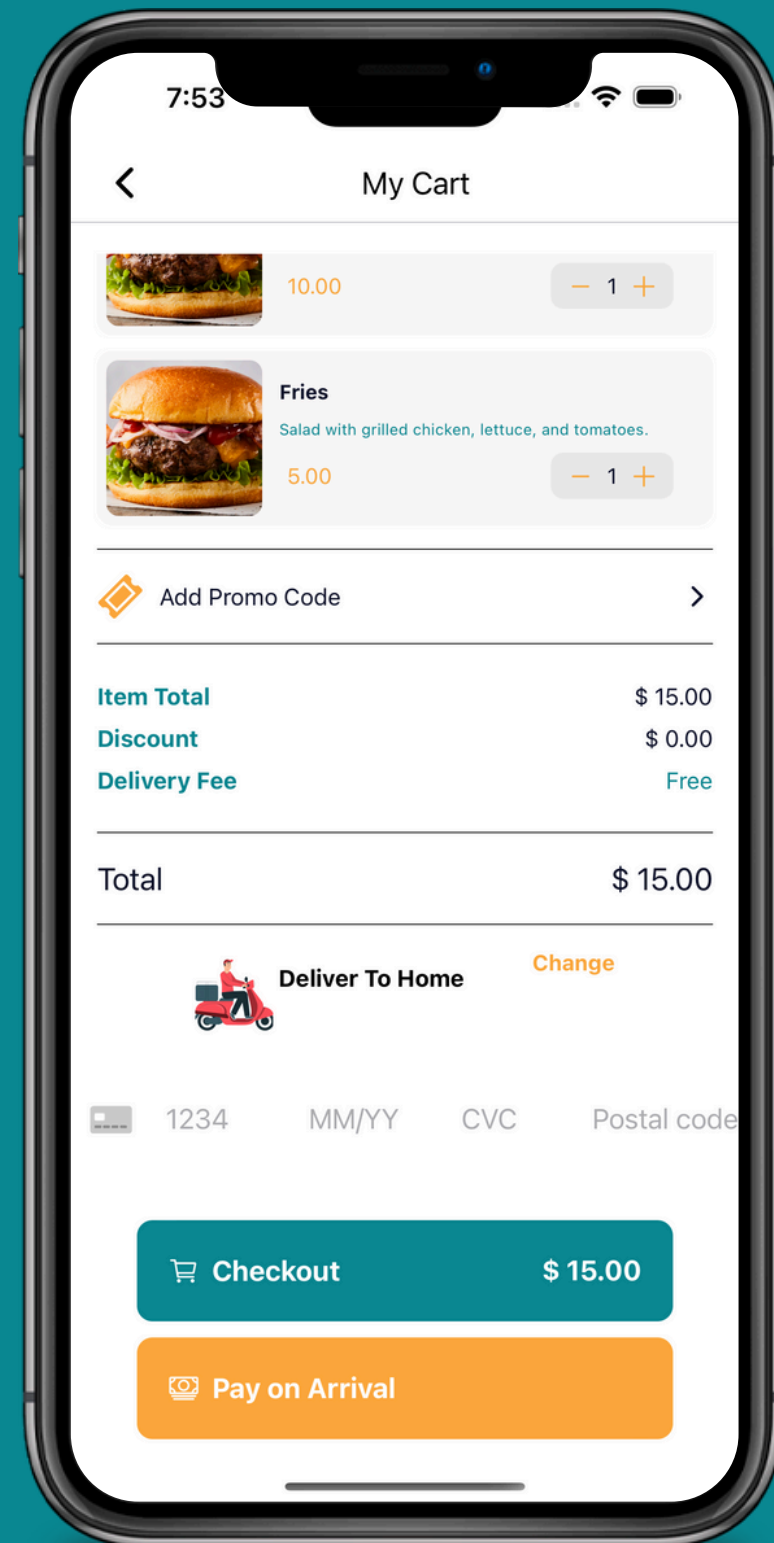 7:53
My Cart
10.00
− 1 +
Fries
Salad with grilled chicken, lettuce, and tomatoes.
5.00
− 1 +
Add Promo Code
Item Total $ 15.00
Discount $ 0.00
Delivery Fee Free
Total $ 15.00
Deliver To Home Change
1234 MM/YY CVC Postal code
Checkout $ 15.00
Pay on Arrival